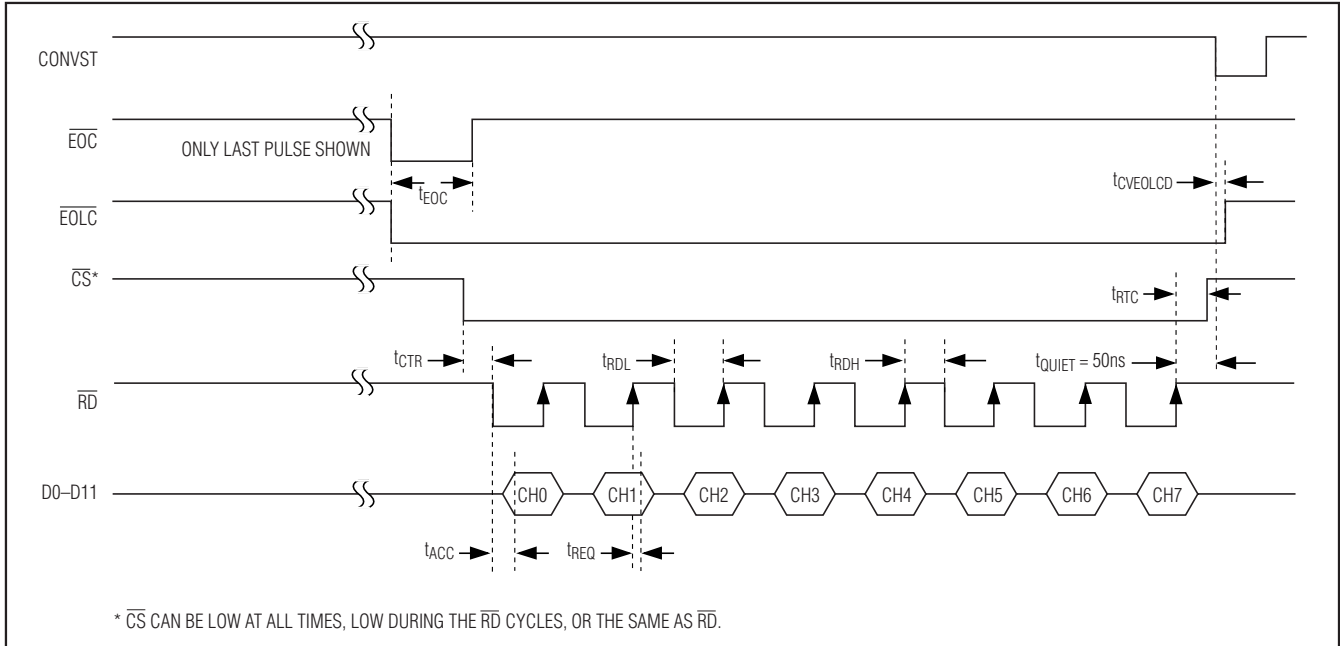 CONVST
EOC
ONLY LAST PULSE SHOWN
tEOC
tCVEOLCD
EOLC
CS*
tRTC
tCTR
tRDL
tRDH
tQUIET = 50ns
RD
D0–D11
CH0 CH1 CH2 CH3 CH4 CH5 CH6 CH7
tACC
tREQ
* CS CAN BE LOW AT ALL TIMES, LOW DURING THE RD CYCLES, OR THE SAME AS RD.